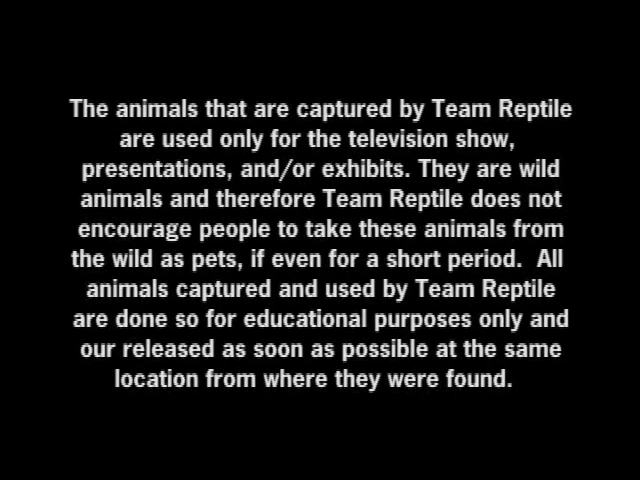 The animals that are captured by Team Reptile
are used only for the television show,
presentations, and/or exhibits. They are wild
animals and therefore Team Reptile does not
encourage people to take these animals from
the wild as pets, if even for a short period.  All
animals captured and used by Team Reptile
are done so for educational purposes only and
our released as soon as possible at the same
location from where they were found.